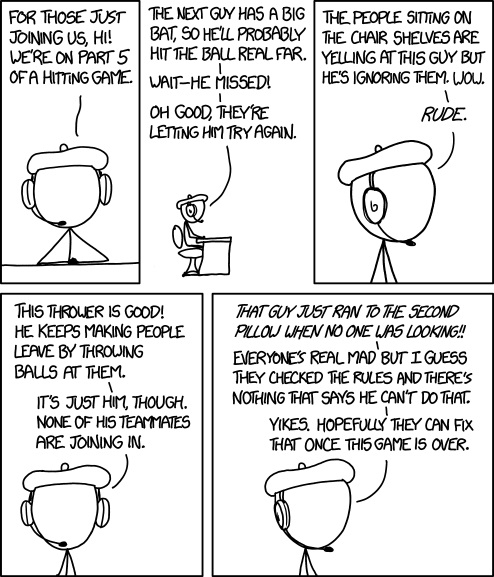 FOR THOSE JUST
JOINING US, HI!
WE'RE ON PART 5
OF A HITTING GAME.
THE NEXT GUY HAS A BIG
BAT, SO HE'LL PROBABLY
HIT THE BALL REAL FAR.
WAIT—HE MISSED!
OH GOOD, THEY'RE
LETTING HIM TRY AGAIN.
THE PEOPLE SITTING ON
THE CHAIR SHELVES ARE
YELLING AT THIS GUY BUT
HE'S IGNORING THEM. WOW.
RUDE.
THIS THROWER IS GOOD!
HE KEEPS MAKING PEOPLE
LEAVE BY THROWING
BALLS AT THEM.
IT'S JUST HIM, THOUGH.
NONE OF HIS TEAMMATES
ARE JOINING IN.
THAT GUY JUST RAN TO THE SECOND
PILLOW WHEN NO ONE WAS LOOKING!!
EVERYONE'S REAL MAD BUT I GUESS
THEY CHECKED THE RULES AND THERE'S
NOTHING THAT SAYS HE CAN'T DO THAT.
YIKES. HOPEFULLY THEY CAN FIX
THAT ONCE THIS GAME IS OVER.